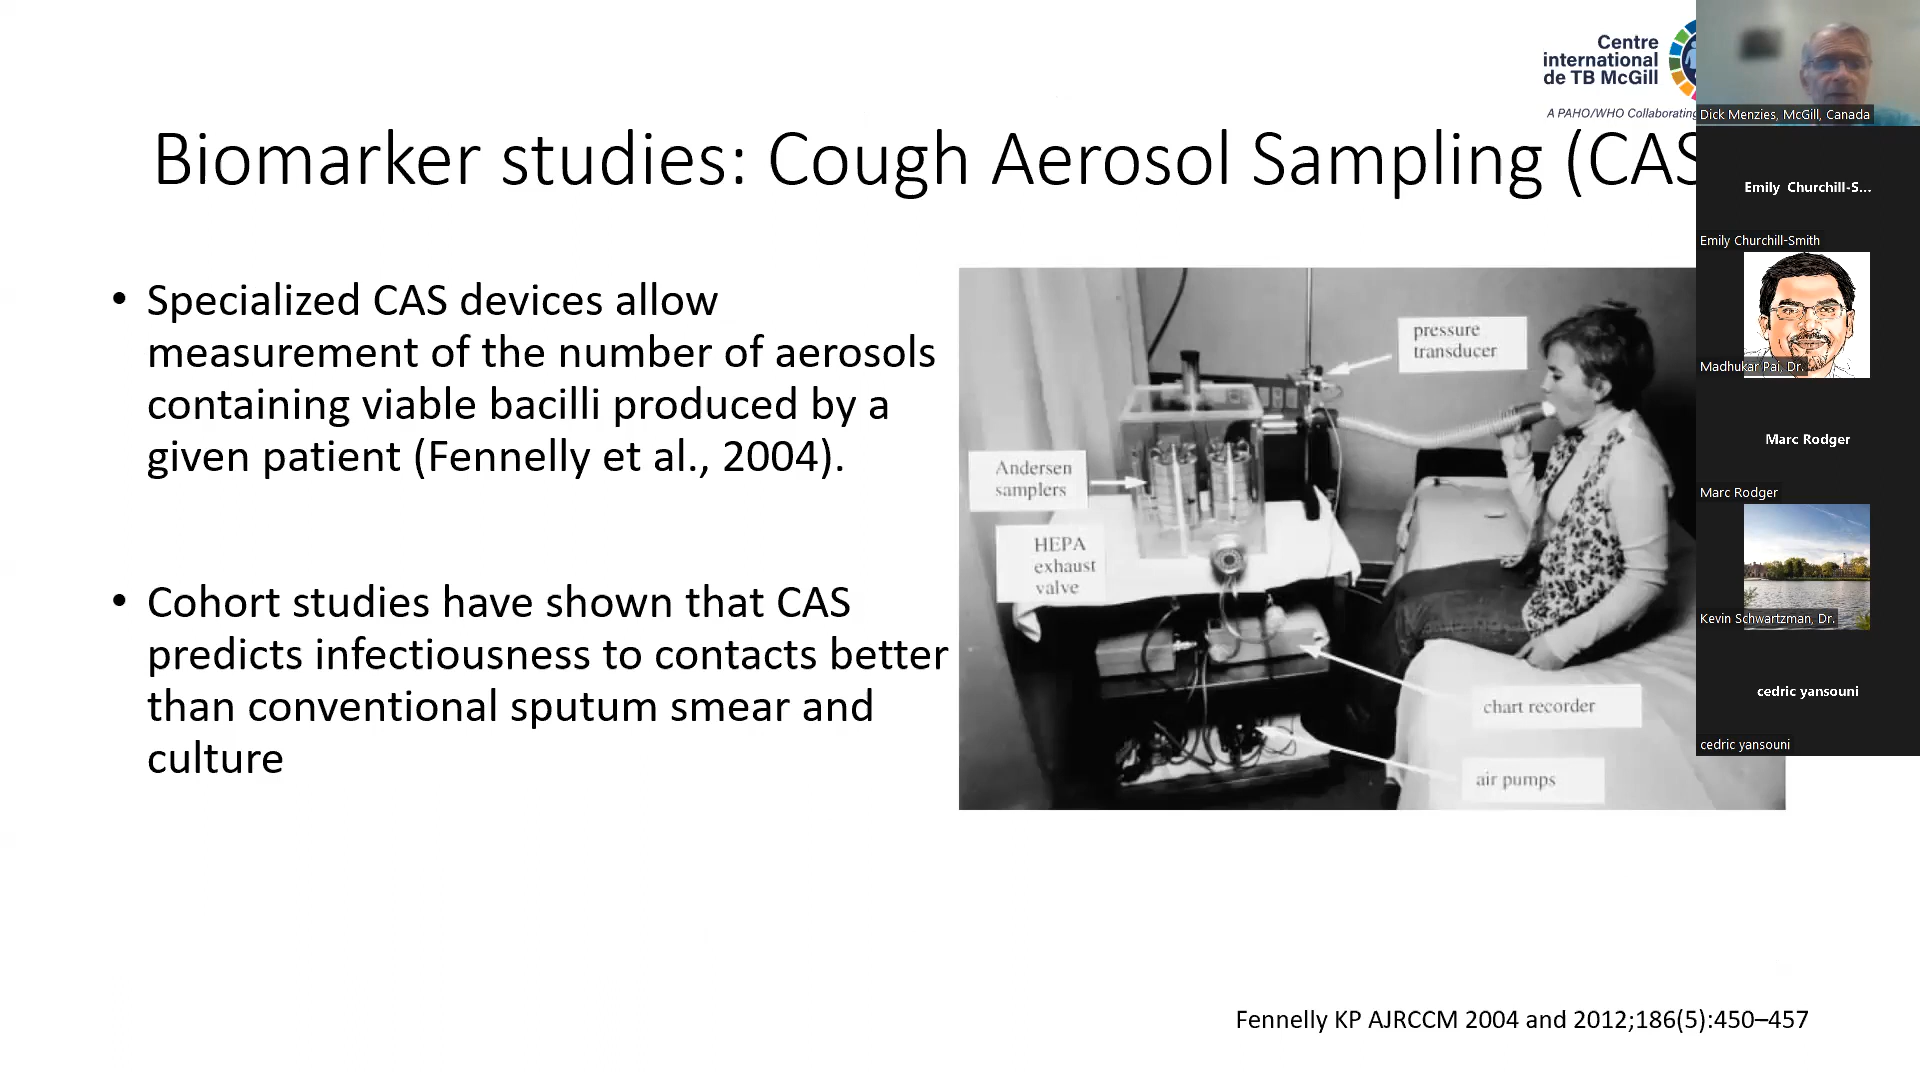 Centre
international
de TB McGill
A PAHO/WHO Collaborating
Biomarker studies: Cough Aerosol Sampling (CAS
• Specialized CAS devices allow
measurement of the number of aerosols
containing viable bacilli produced by a
given patient (Fennelly et al., 2004).
• Cohort studies have shown that CAS
predicts infectiousness to contacts better
than conventional sputum smear and
culture
pressure
transducer
Andersen
samplers
HEPA
exhaust
valve
chart recorder
air pumps
Fennelly KP AJRCCM 2004 and 2012;186(5):450–457
Dick Menzies, McGill, Canada
Emily Churchill-S...
Emily Churchill-Smith
Madhukar Pai, Dr.
Marc Rodger
Marc Rodger
Kevin Schwartzman, Dr.
cedric yansouni
cedric yansouni